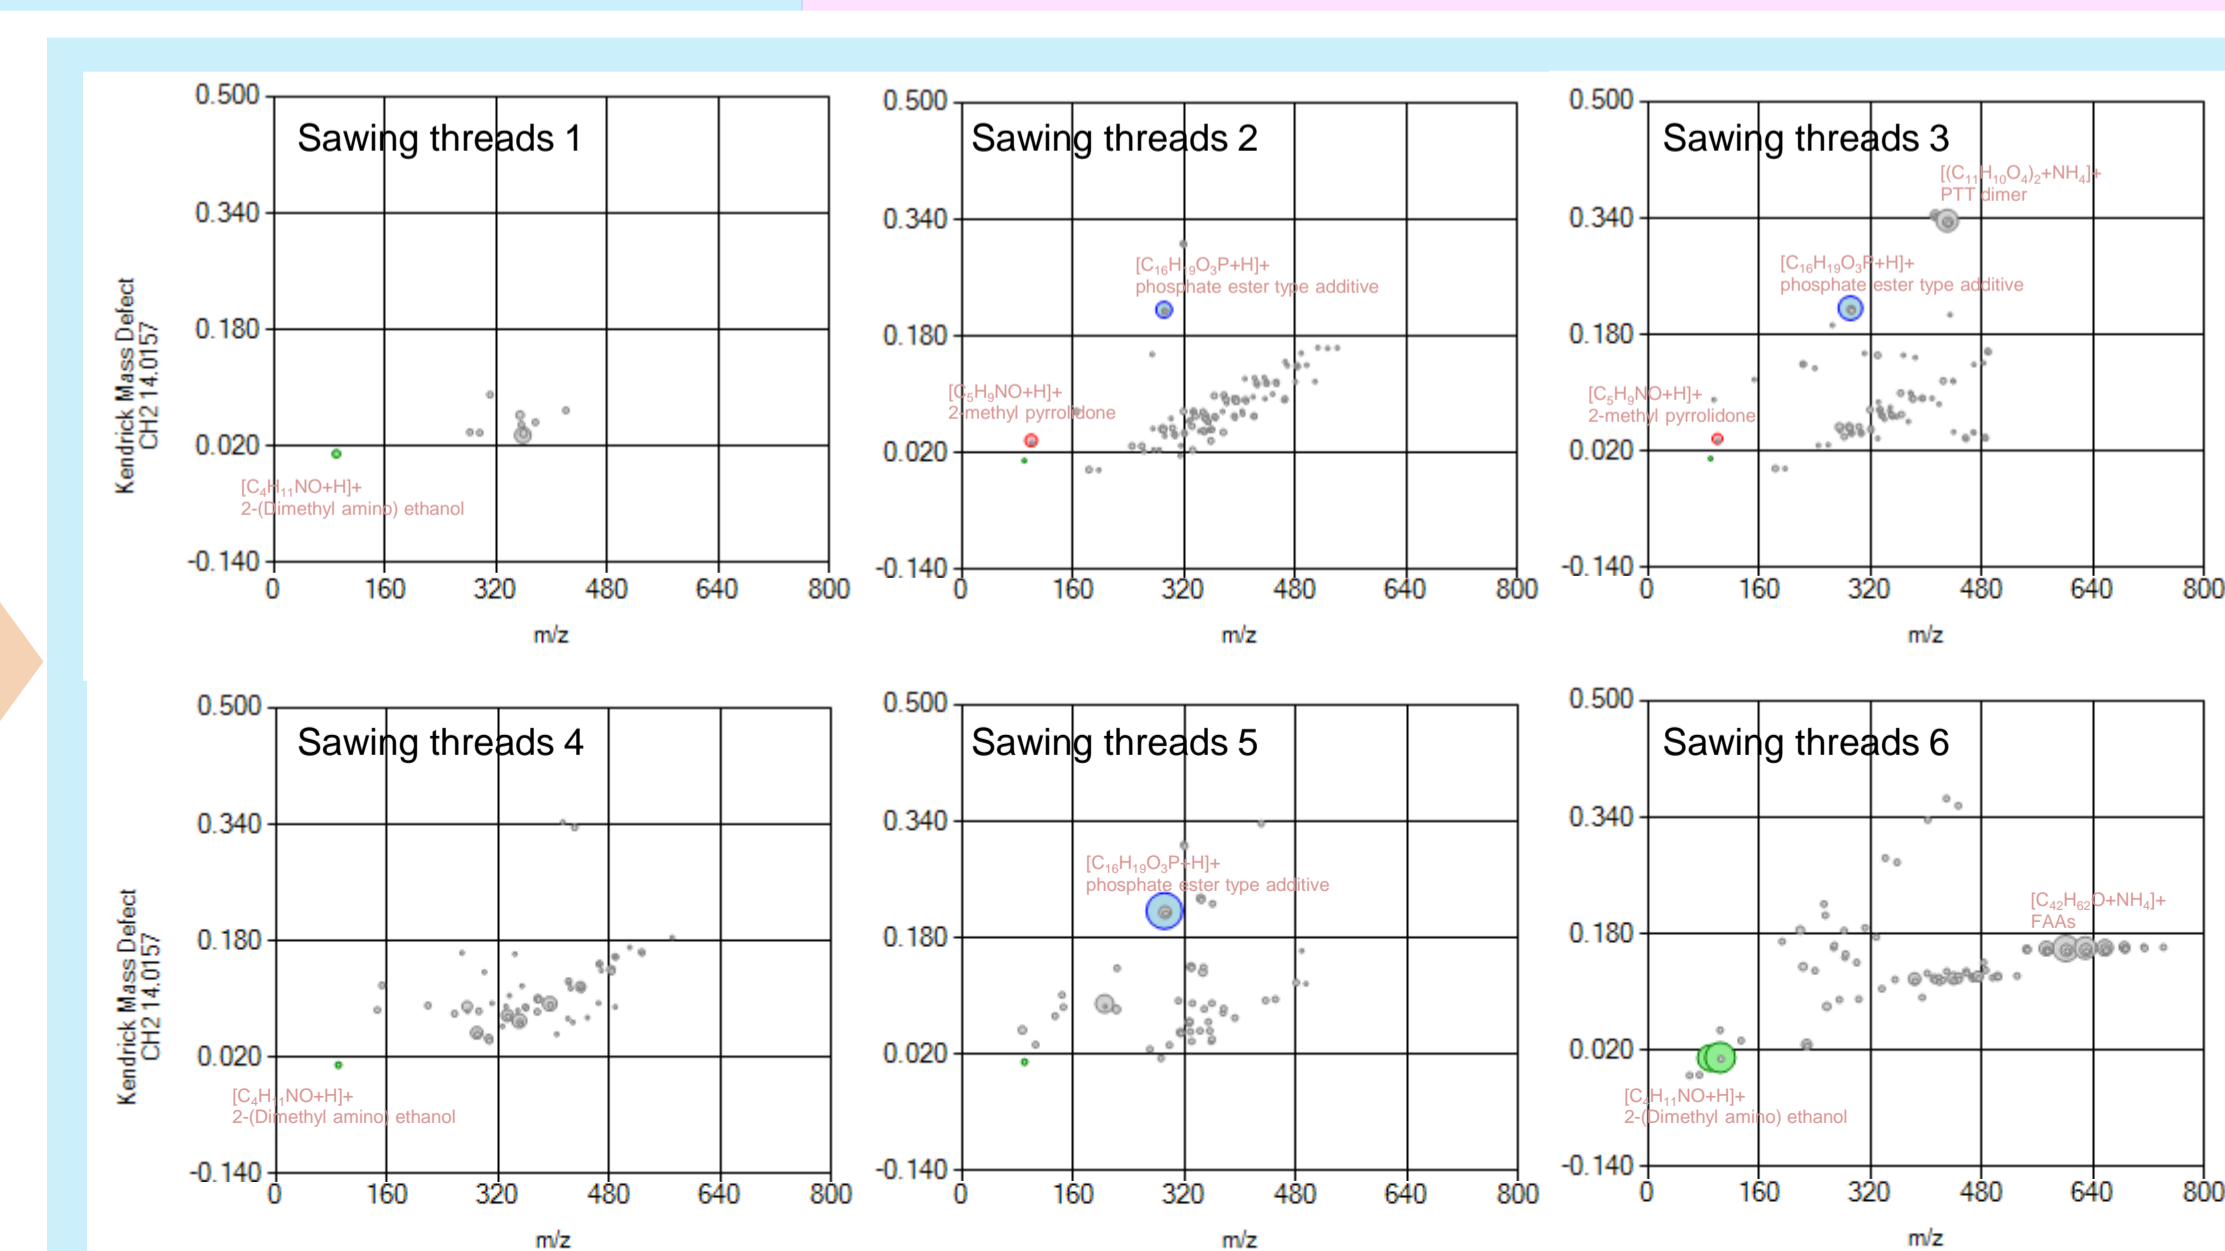 Sawing threads 1
0.500
0.340
0.180
0.020
-0.140
Kendrick Mass Defect
CH2 14.0157
[C₄H₁₁NO+H]+
2-(Dimethyl amino) ethanol
0 160 320 480 640 800
m/z
Sawing threads 2
0.500
0.340
0.180
0.020
-0.140
[C₁₆H₁₉O₃P+H]+
phosphate ester type additive
[C₅H₉NO+H]+
2-methyl pyrrolidone
0 160 320 480 640 800
m/z
Sawing threads 3
0.500
0.340
0.180
0.020
-0.140
[(C₁₁H₁₀O₄)₂+NH₄]+
PTT dimer
[C₁₆H₁₉O₃P+H]+
phosphate ester type additive
[C₅H₉NO+H]+
2-methyl pyrrolidone
0 160 320 480 640 800
m/z
Sawing threads 4
0.500
0.340
0.180
0.020
-0.140
Kendrick Mass Defect
CH2 14.0157
[C₄H₁₁NO+H]+
2-(Dimethyl amino) ethanol
0 160 320 480 640 800
m/z
Sawing threads 5
0.500
0.340
0.180
0.020
-0.140
[C₁₆H₁₉O₃P+H]+
phosphate ester type additive
0 160 320 480 640 800
m/z
Sawing threads 6
0.500
0.340
0.180
0.020
-0.140
[C₄₂H₆₂O+NH₄]+
FAAs
[C₄H₁₁NO+H]+
2-(Dimethyl amino) ethanol
0 160 320 480 640 800
m/z